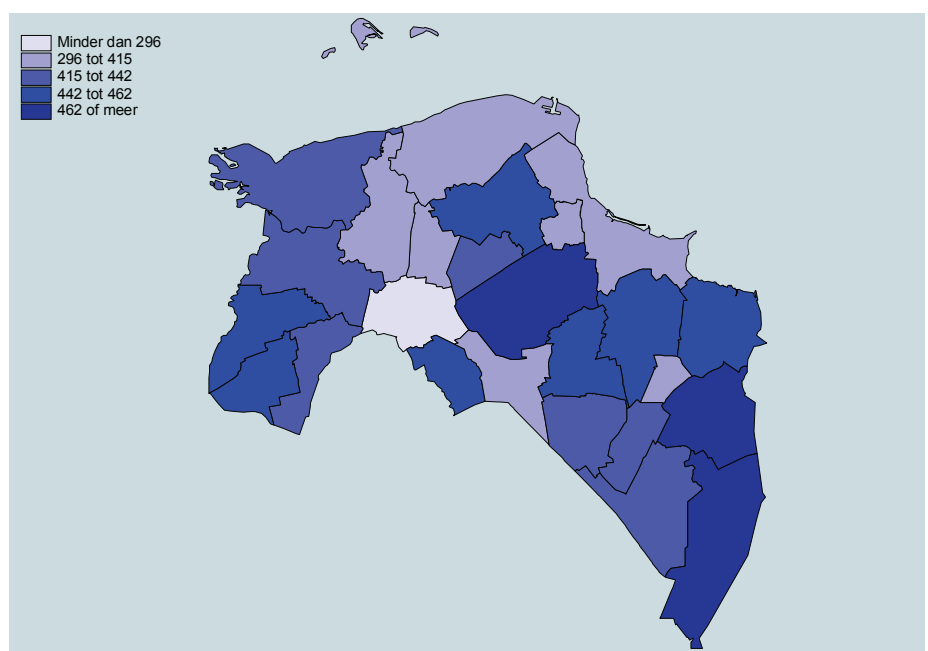 Minder dan 296
296 tot 415
415 tot 442
442 tot 462
462 of meer